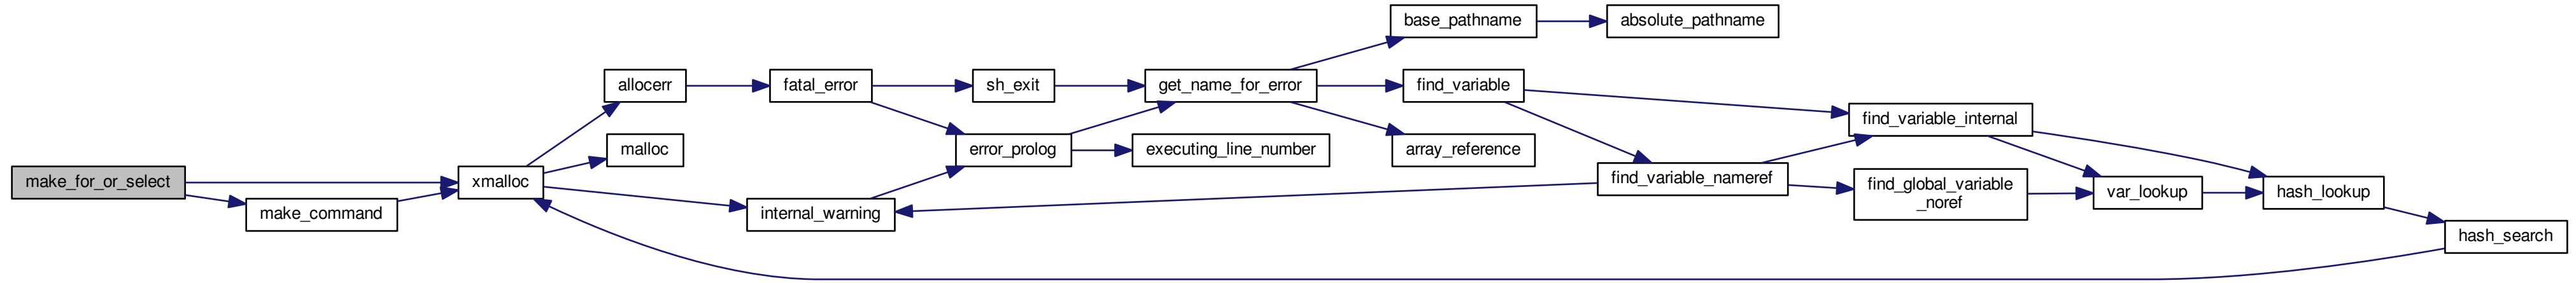 make_for_or_select
make_command
xmalloc
allocerr
malloc
internal_warning
fatal_error
sh_exit
error_prolog
get_name_for_error
executing_line_number
base_pathname
find_variable
array_reference
absolute_pathname
find_variable_nameref
find_variable_internal
find_global_variable
_noref
var_lookup
hash_lookup
hash_search